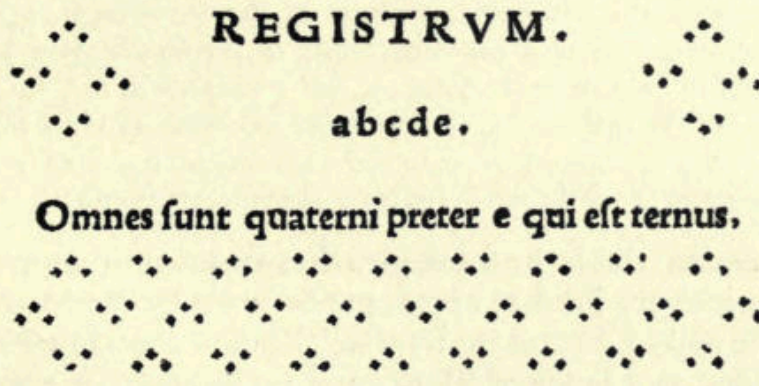 REGISTRVM.
abcde.
Omnes ſunt quaterni preter e qui eſt ternus.